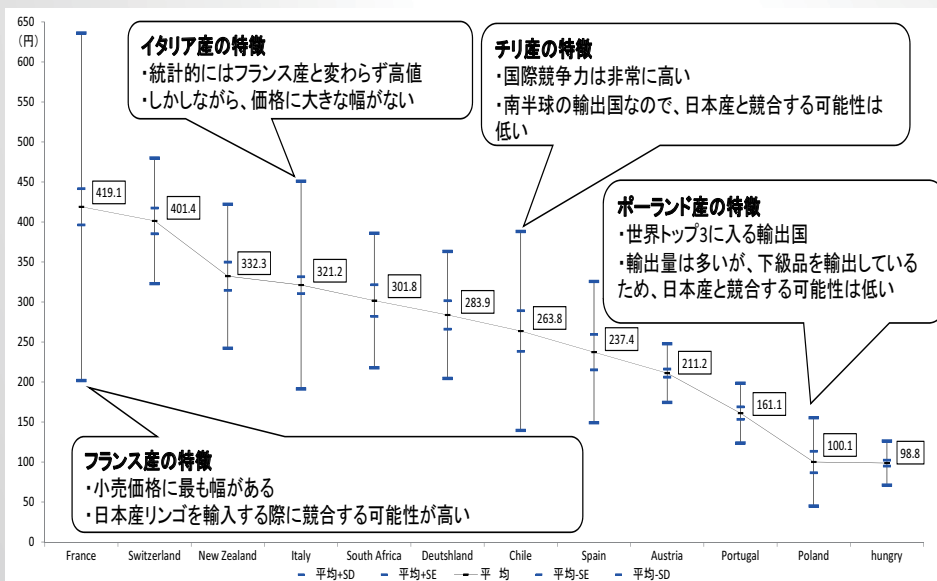 650
(円)
600
550
500
450
400
350
300
250
200
150
100
50
0
イタリア産の特徴
・統計的にはフランス産と変わらず高値
・しかしながら、価格に大きな幅がない
チリ産の特徴
・国際競争力は非常に高い
・南半球の輸出国なので、日本産と競合する可能性は
低い
ポーランド産の特徴
・世界トップ3に入る輸出国
・輸出量は多いが、下級品を輸出している
ため、日本産と競合する可能性は低い
フランス産の特徴
・小売価格に最も幅がある
・日本産リンゴを輸入する際に競合する可能性が高い
419.1
401.4
332.3
321.2
301.8
283.9
263.8
237.4
211.2
161.1
100.1
98.8
France
Switzerland
New Zealand
Italy
South Africa
Deutshland
Chile
Spain
Austria
Portugal
Poland
hungry
平均+SD
平均+SE
平 均
平均-SE
平均-SD